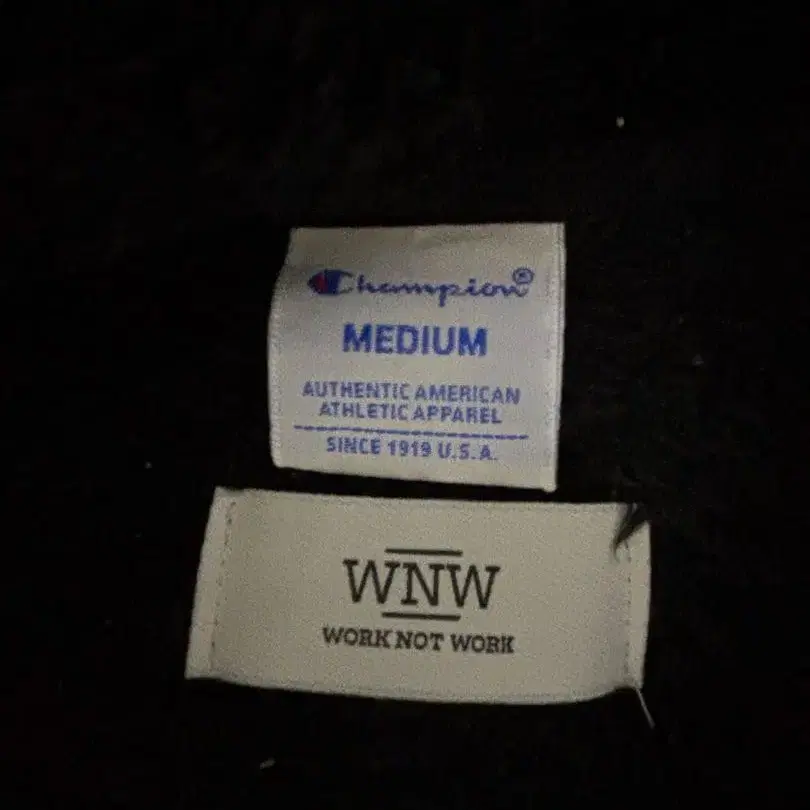 Champion®
MEDIUM
AUTHENTIC AMERICAN
ATHLETIC APPAREL
SINCE 1919 U.S.A.
WNW
WORK NOT WORK